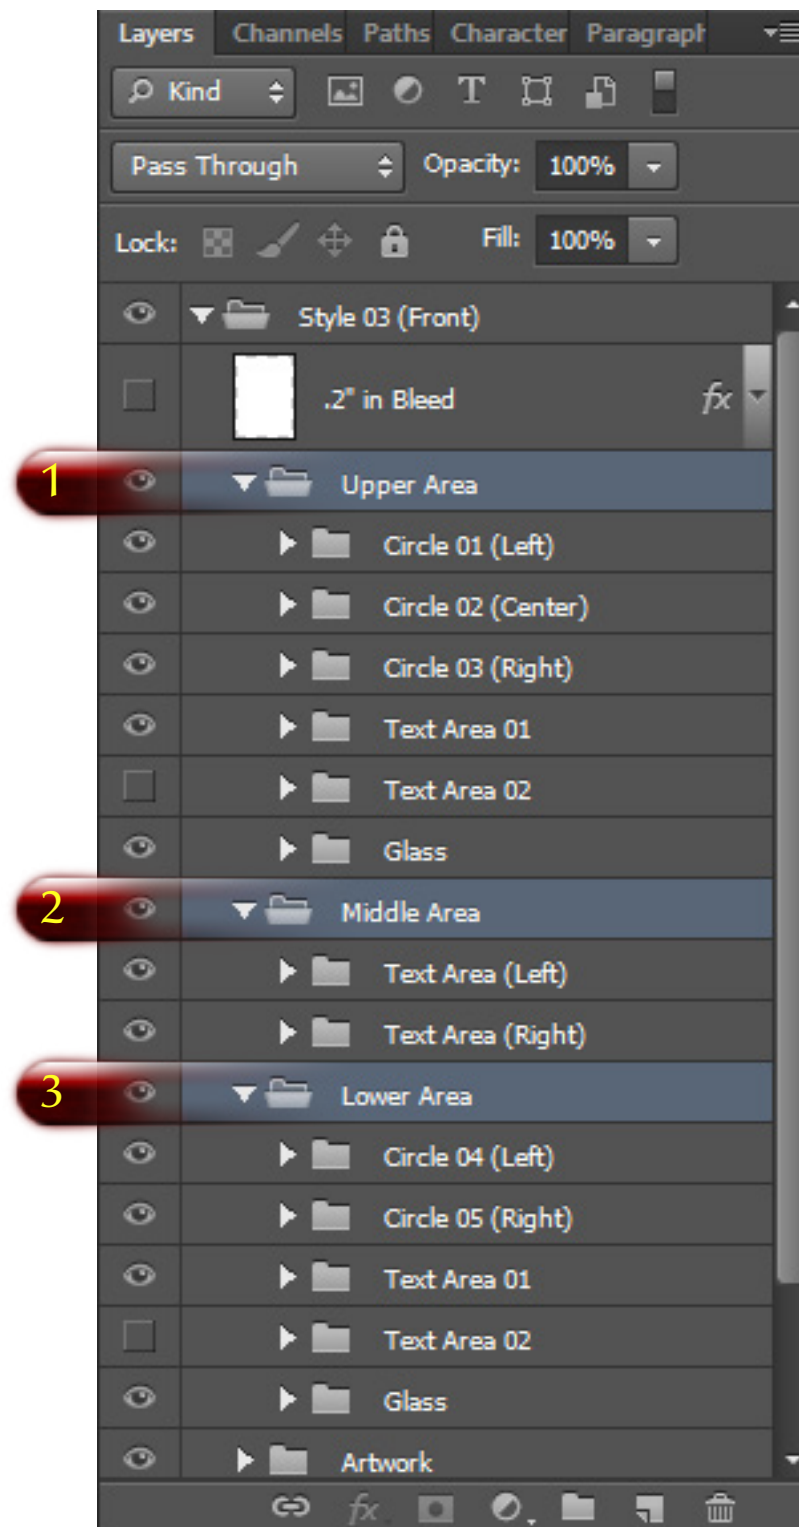 Layers Channels Paths Character Paragraph
Kind T
Pass Through Opacity: 100%
Lock: Fill: 100%
Style 03 (Front)
.2" in Bleed fx
1 Upper Area
Circle 01 (Left)
Circle 02 (Center)
Circle 03 (Right)
Text Area 01
Text Area 02
Glass
2 Middle Area
Text Area (Left)
Text Area (Right)
3 Lower Area
Circle 04 (Left)
Circle 05 (Right)
Text Area 01
Text Area 02
Glass
Artwork
fx